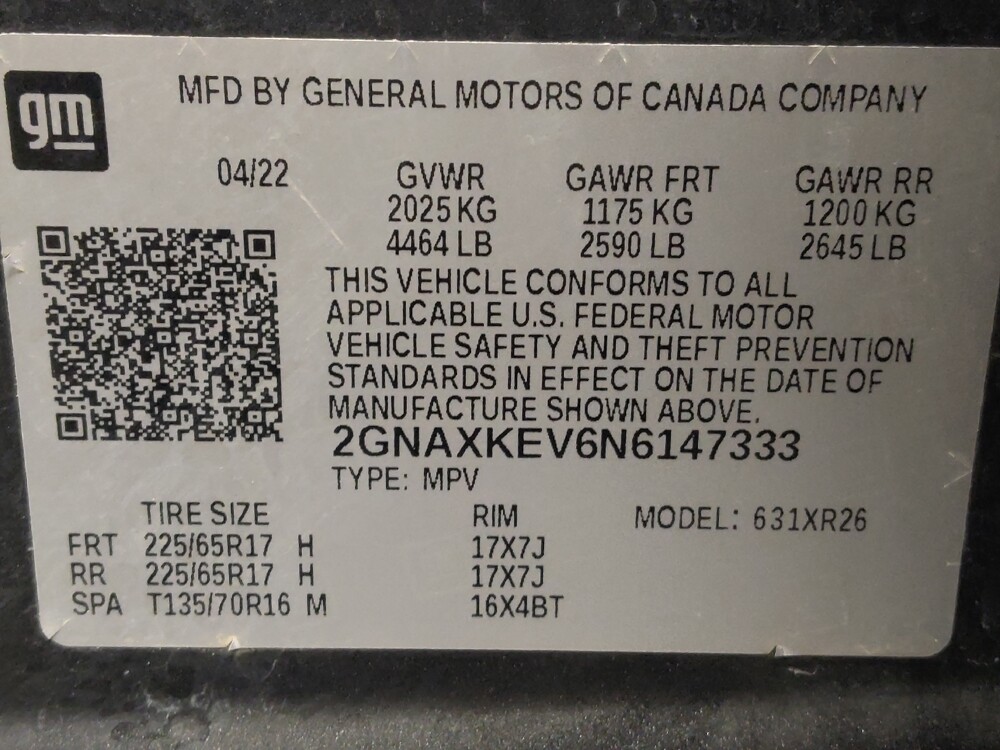 gm
MFD BY GENERAL MOTORS OF CANADA COMPANY
04/22 GVWR GAWR FRT GAWR RR
2025 KG 1175 KG 1200 KG
4464 LB 2590 LB 2645 LB
THIS VEHICLE CONFORMS TO ALL
APPLICABLE U.S. FEDERAL MOTOR
VEHICLE SAFETY AND THEFT PREVENTION
STANDARDS IN EFFECT ON THE DATE OF
MANUFACTURE SHOWN ABOVE.
2GNAXKEV6N6147333
TYPE: MPV
TIRE SIZE RIM MODEL: 631XR26
FRT 225/65R17 H 17X7J
RR 225/65R17 H 17X7J
SPA T135/70R16 M 16X4BT